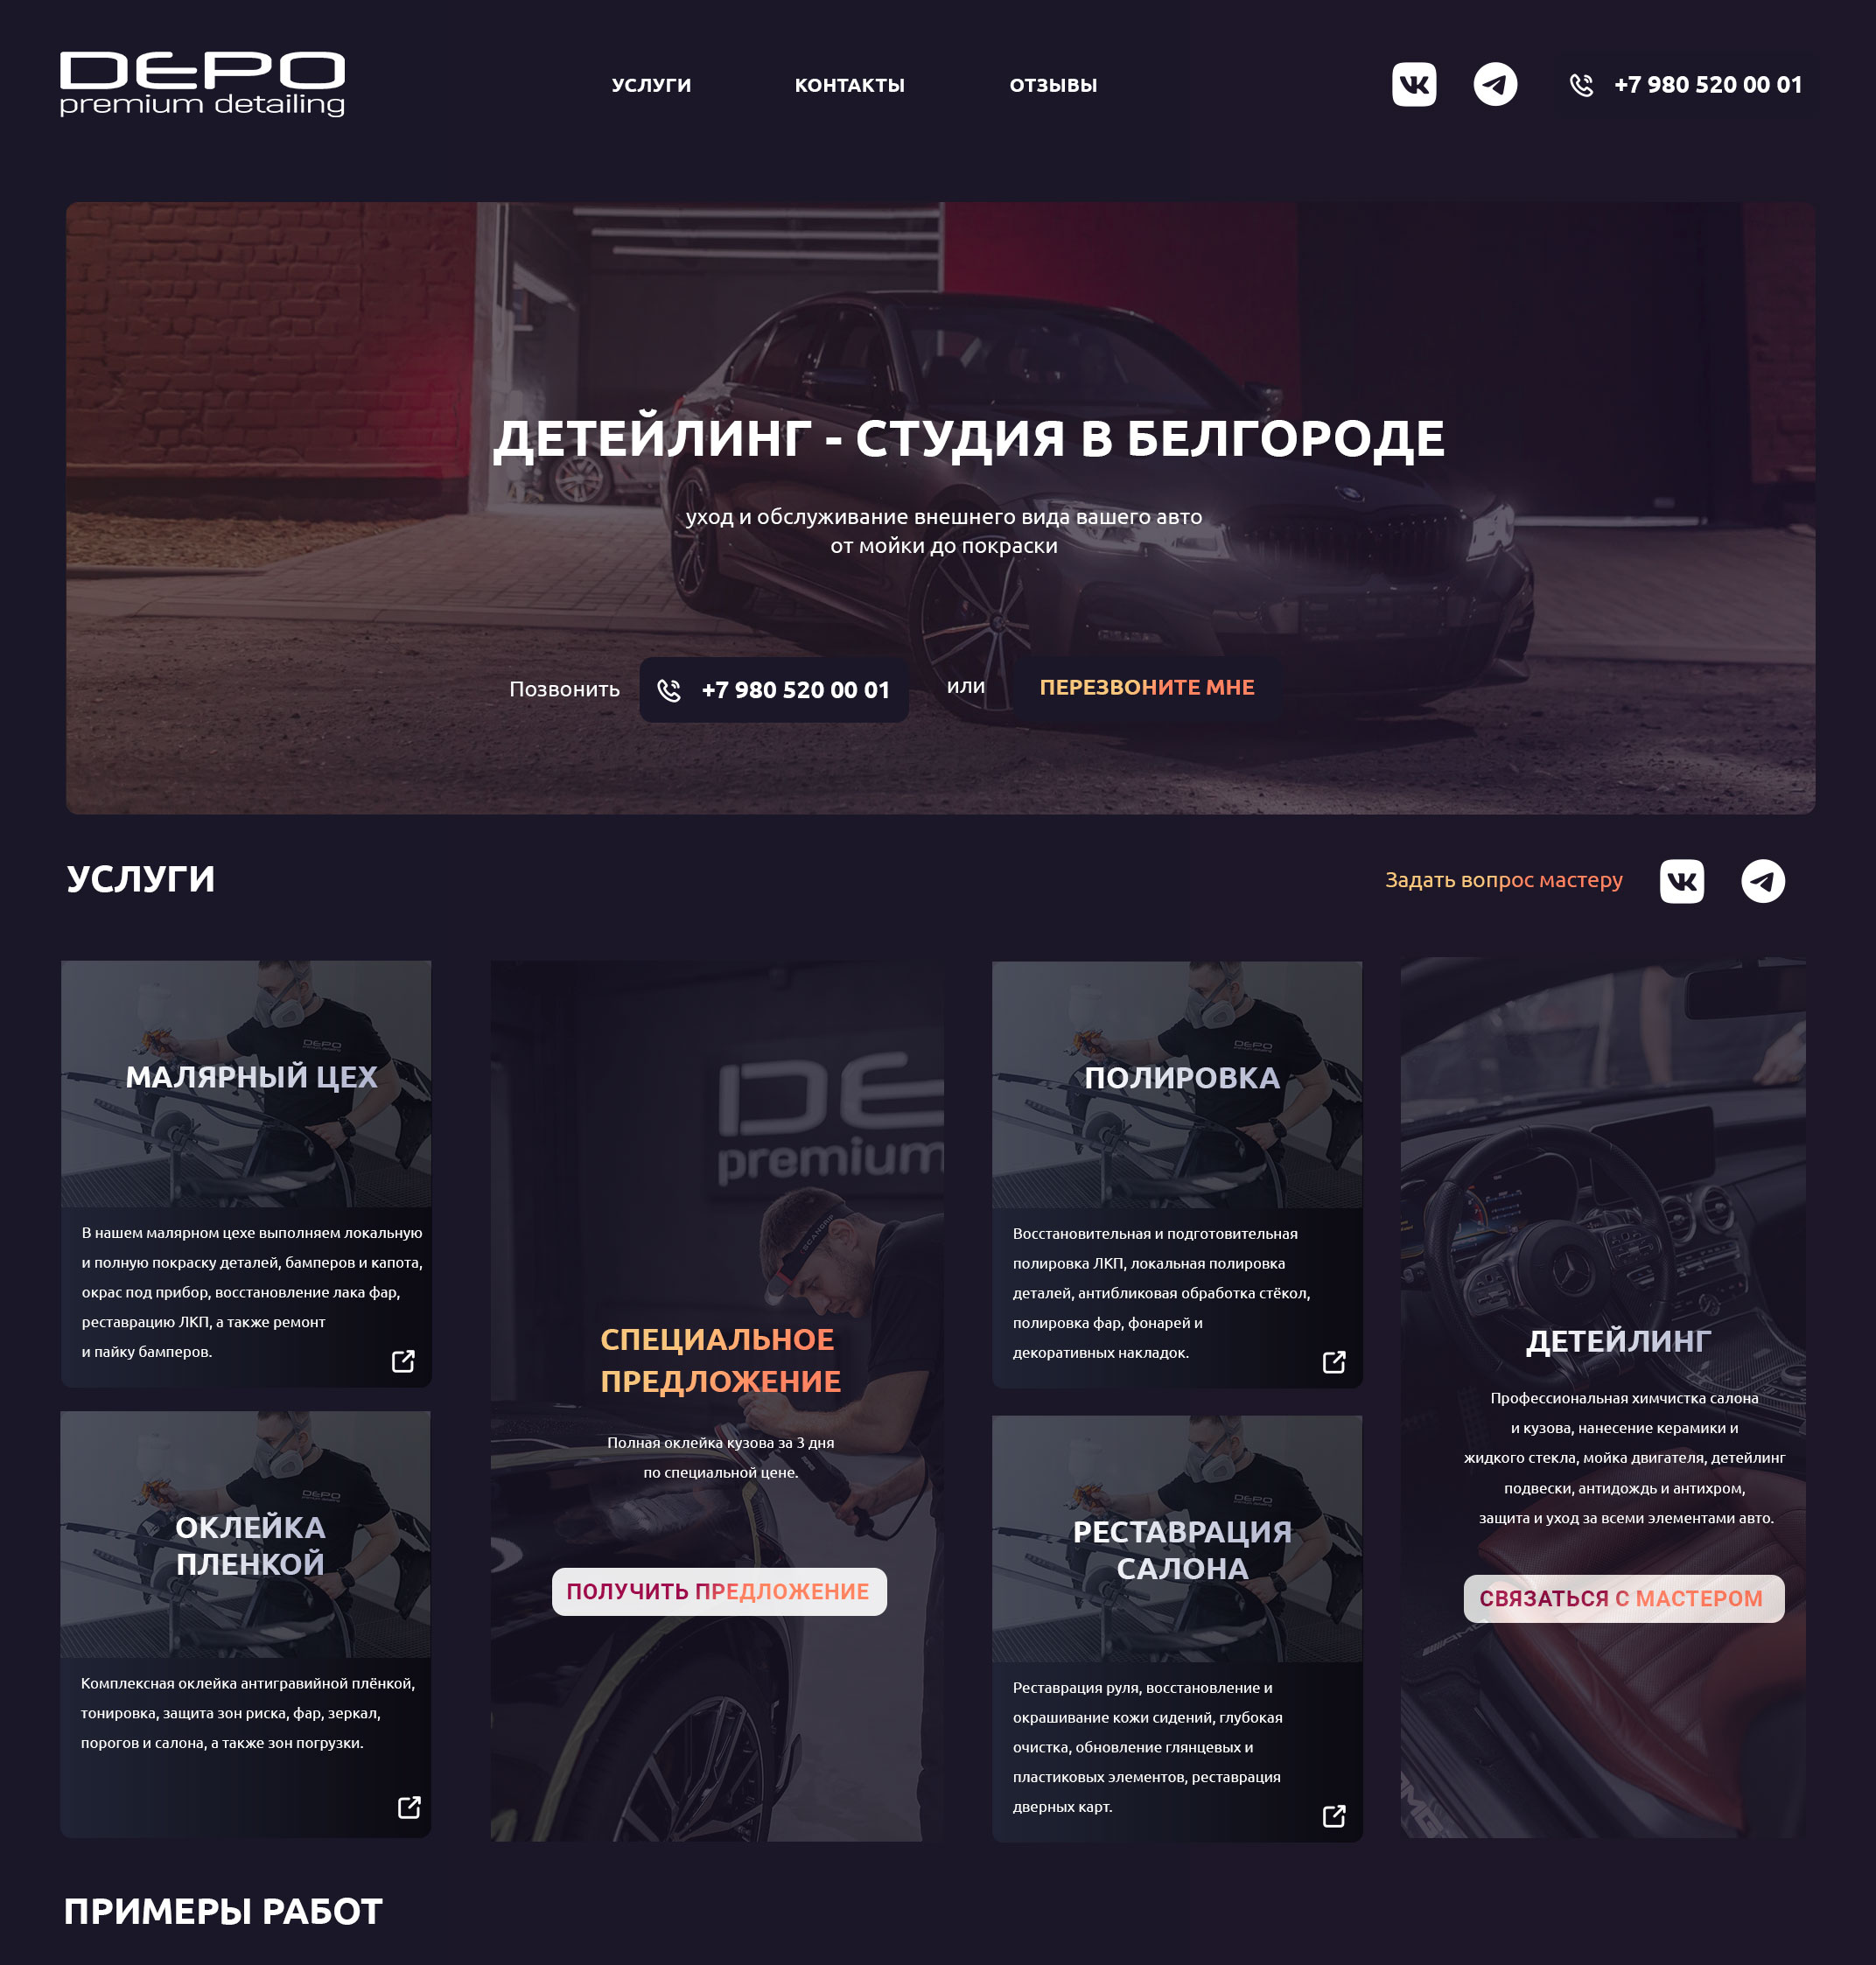 DEPO
premium detailing
УСЛУГИ
КОНТАКТЫ
ОТЗЫВЫ
+7 980 520 00 01
ДЕТЕЙЛИНГ - СТУДИЯ В БЕЛГОРОДЕ
уход и обслуживание внешнего вида вашего авто
от мойки до покраски
Позвонить
+7 980 520 00 01
или
ПЕРЕЗВОНИТЕ МНЕ
УСЛУГИ
Задать вопрос мастеру
DEPO
МАЛЯРНЫЙ ЦЕХ
В нашем малярном цехе выполняем локальную
и полную покраску деталей, бамперов и капота,
окрас под прибор, восстановление лака фар,
реставрацию ЛКП, а также ремонт
и пайку бамперов.
DEPO
ОКЛЕЙКА
ПЛЕНКОЙ
Комплексная оклейка антигравийной плёнкой,
тонировка, защита зон риска, фар, зеркал,
порогов и салона, а также зон погрузки.
DE
premium
SCANGRIP
СПЕЦИАЛЬНОЕ
ПРЕДЛОЖЕНИЕ
Полная оклейка кузова за 3 дня
по специальной цене.
ПОЛУЧИТЬ ПРЕДЛОЖЕНИЕ
DEPO
ПОЛИРОВКА
Восстановительная и подготовительная
полировка ЛКП, локальная полировка
деталей, антибликовая обработка стёкол,
полировка фар, фонарей и
декоративных накладок.
DEPO
РЕСТАВРАЦИЯ
САЛОНА
Реставрация руля, восстановление и
окрашивание кожи сидений, глубокая
очистка, обновление глянцевых и
пластиковых элементов, реставрация
дверных карт.
ДЕТЕЙЛИНГ
Профессиональная химчистка салона
и кузова, нанесение керамики и
жидкого стекла, мойка двигателя, детейлинг
подвески, антидождь и антихром,
защита и уход за всеми элементами авто.
СВЯЗАТЬСЯ С МАСТЕРОМ
AMG
ПРИМЕРЫ РАБОТ